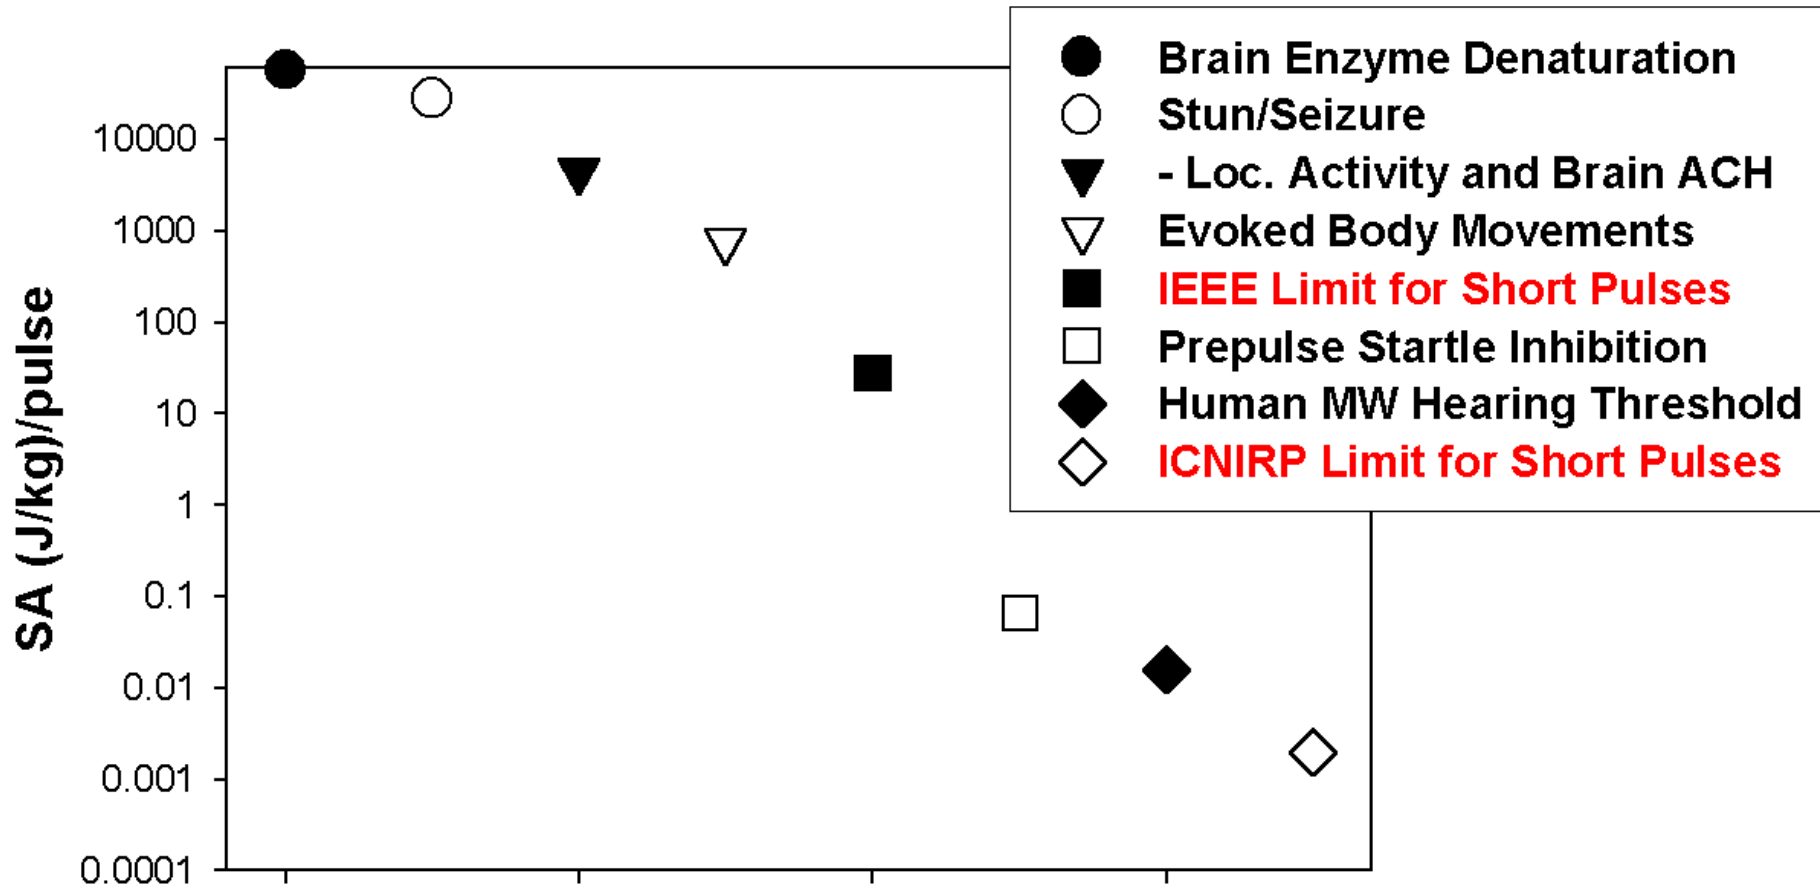 Brain Enzyme Denaturation
Stun/Seizure
- Loc. Activity and Brain ACH
Evoked Body Movements
IEEE Limit for Short Pulses
Prepulse Startle Inhibition
Human MW Hearing Threshold
ICNIRP Limit for Short Pulses
SA (J/kg)/pulse
10000
1000
100
10
1
0.1
0.01
0.001
0.0001